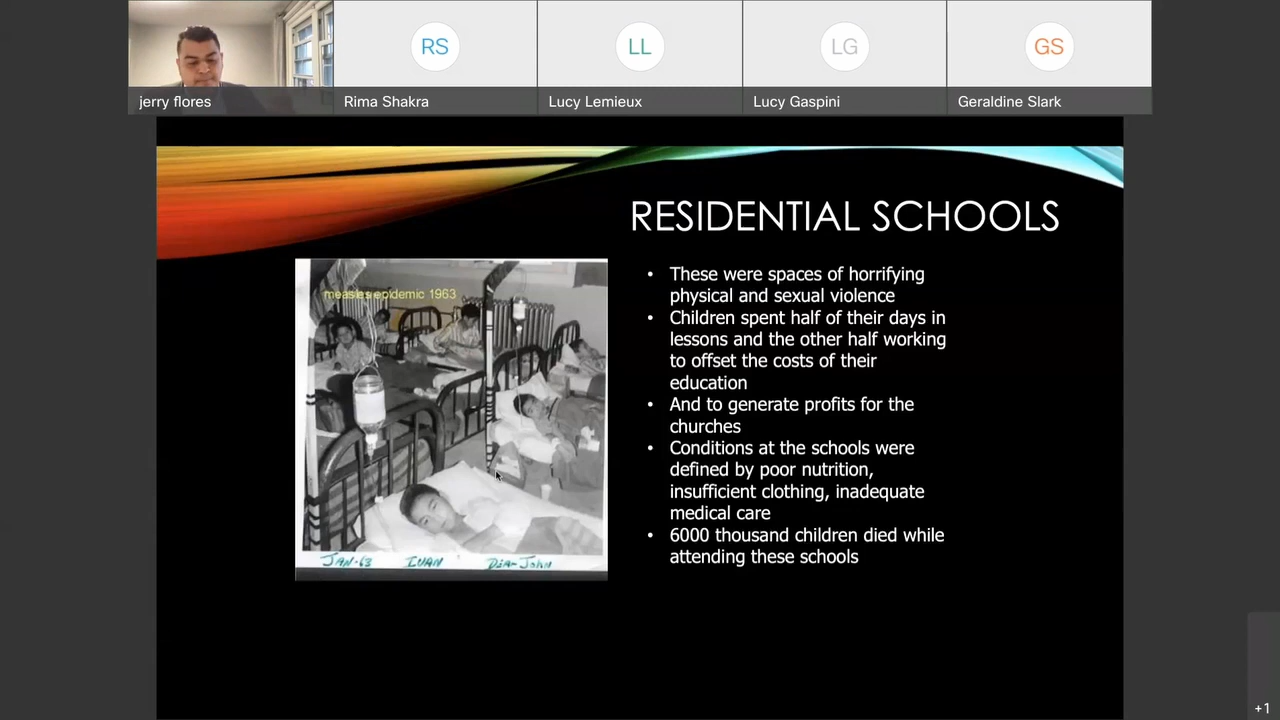 RS
LL
LG
GS
jerry flores
Rima Shakra
Lucy Lemieux
Lucy Gaspini
Geraldine Slark
RESIDENTIAL SCHOOLS
measles epidemic 1963
JAN-63 IVAN DIA-JOHN
• These were spaces of horrifying
physical and sexual violence
• Children spent half of their days in
lessons and the other half working
to offset the costs of their
education
• And to generate profits for the
churches
• Conditions at the schools were
defined by poor nutrition,
insufficient clothing, inadequate
medical care
• 6000 thousand children died while
attending these schools
+1